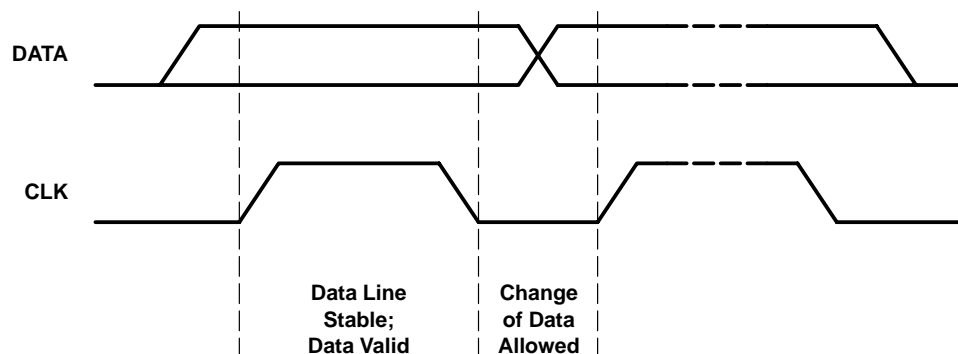 DATA
CLK
Data Line
Stable;
Data Valid
Change
of Data
Allowed